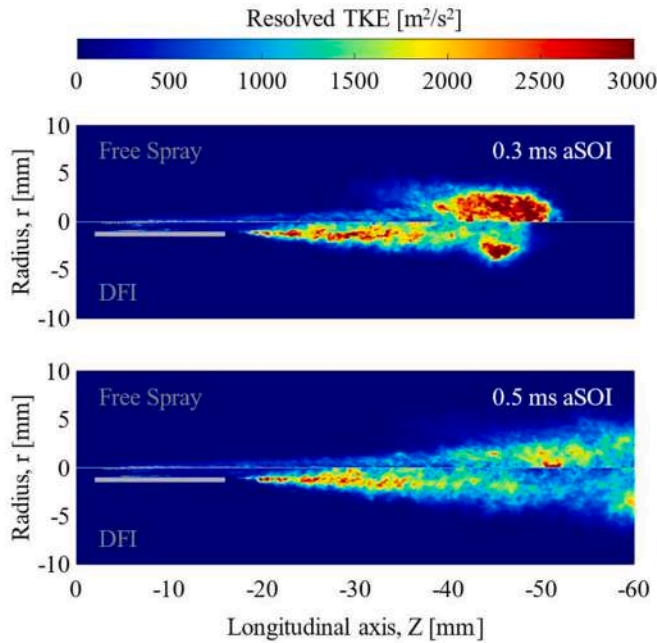 Resolved TKE [m²/s²]
0 500 1000 1500 2000 2500 3000
10
Free Spray 0.3 ms aSOI
5
0
-5
DFI
-10
Radius, r [mm]
10
Free Spray 0.5 ms aSOI
5
0
-5
DFI
-10
Radius, r [mm]
0 -10 -20 -30 -40 -50 -60
Longitudinal axis, Z [mm]